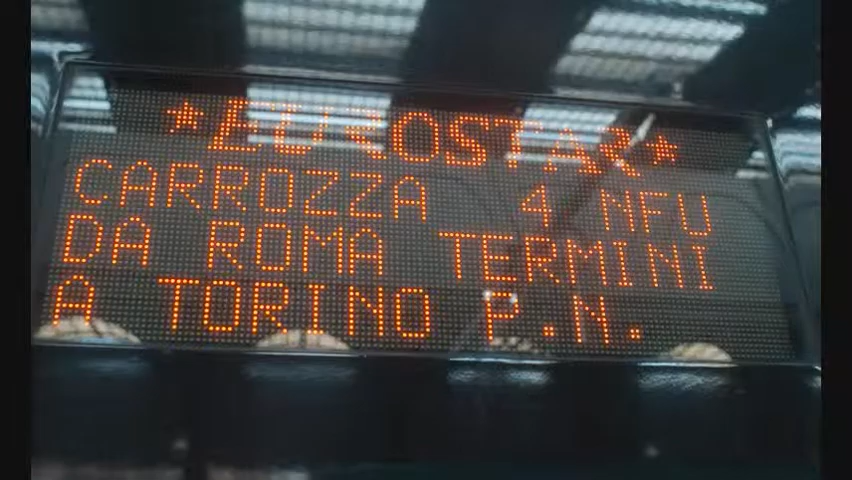 ★EUROSTAR★
CARROZZA 4 NFU
DA ROMA TERMINI
A TORINO P.N.